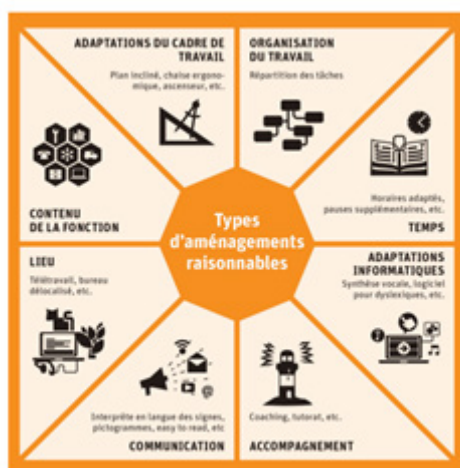 ADAPTATIONS DU CADRE DE
TRAVAIL
Plan incliné, chaise ergono-
mique, ascenseur, etc.
ORGANISATION
DU TRAVAIL
Répartition des tâches
CONTENU
DE LA FONCTION
Types
d'aménagements
raisonnables
Horaires adaptés,
pauses supplémentaires, etc.
TEMPS
LIEU
Télétravail, bureau
délocalisé, etc.
ADAPTATIONS
INFORMATIQUES
Synthèse vocale, logiciel
pour dyslexiques, etc.
Interprète en langue des signes,
pictogrammes, easy to read, etc
COMMUNICATION
Coaching, tutorat, etc.
ACCOMPAGNEMENT